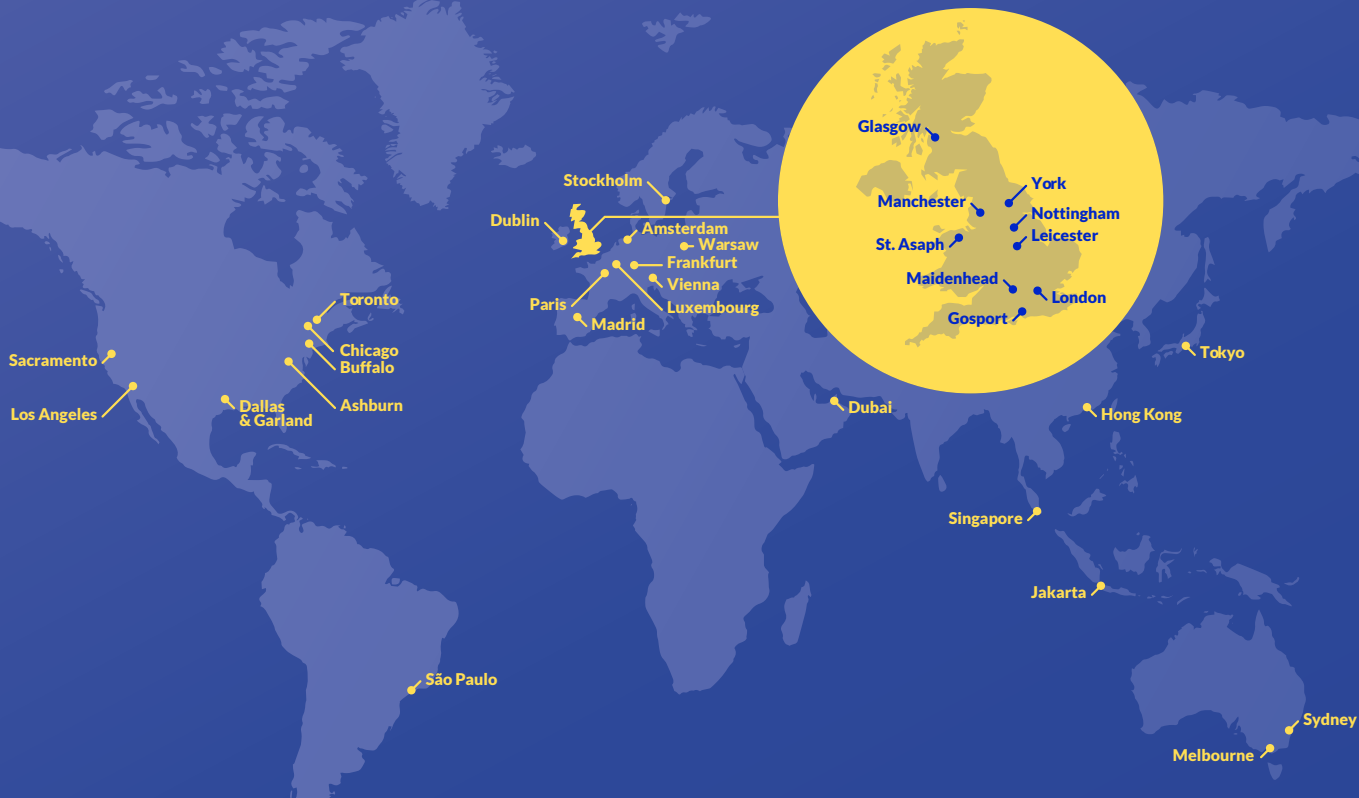 Glasgow
York
Manchester
Nottingham
Leicester
St. Asaph
Maidenhead
London
Gosport
Stockholm
Dublin
Amsterdam
Warsaw
Frankfurt
Vienna
Paris
Luxembourg
Madrid
Toronto
Chicago
Buffalo
Sacramento
Los Angeles
Dallas
& Garland
Ashburn
Tokyo
Dubai
Hong Kong
Singapore
Jakarta
São Paulo
Sydney
Melbourne